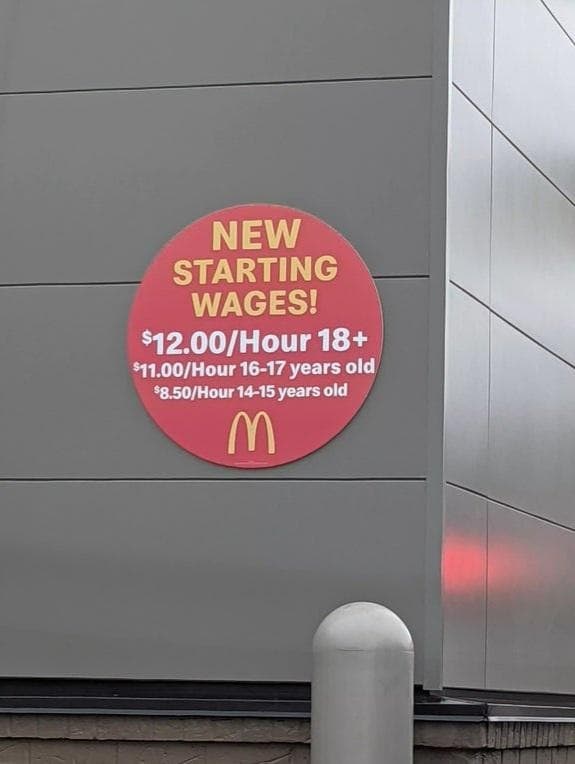 NEW
STARTING
WAGES!
$12.00/Hour 18+
$11.00/Hour 16-17 years old
$8.50/Hour 14-15 years old